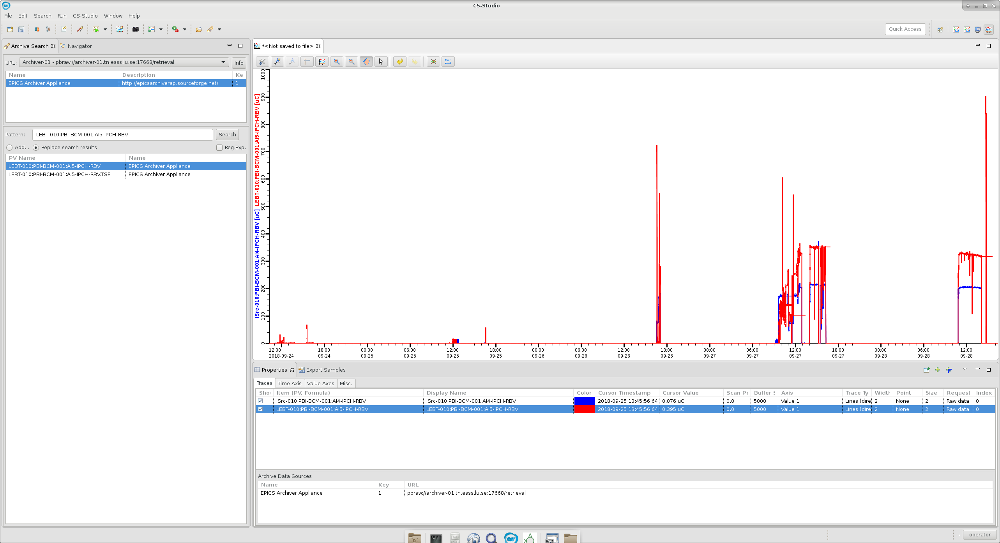 CS-Studio
File Edit Search Run CS-Studio Window Help
Quick Access
Archive Search Navigator
URL: Archiver-01 - pbraw://archiver-01.tn.esss.lu.se:17668/retrieval Info
Name Description Ke
EPICS Archiver Appliance http://epicsarchiverap.sourceforge.net/ 1
Pattern: LEBT-010:PBI-BCM-001:AI5-IPCH-RBV Search
Add... Replace search results Reg.Exp.
PV Name Name
LEBT-010:PBI-BCM-001:AI5-IPCH-RBV EPICS Archiver Appliance
LEBT-010:PBI-BCM-001:AI5-IPCH-RBV.TSE EPICS Archiver Appliance
*<Not saved to file>
Time
ISrc-010:PBI-BCM-001:AI4-IPCH-RBV [uC] LEBT-010:PBI-BCM-001:AI5-IPCH-RBV [uC]
1000
900
800
700
600
500
400
300
200
100
0
12:00 18:00 00:00 06:00 12:00 18:00 00:00 06:00 12:00 18:00 00:00 06:00 12:00 18:00 00:00 06:00 12:00
2018-09-24 09-24 09-25 09-25 09-25 09-25 09-26 09-26 09-26 09-26 09-27 09-27 09-27 09-27 09-28 09-28 09-28
Properties Export Samples
Traces Time Axis Value Axes Misc.
Shov Item (PV, Formula) Display Name Color Cursor Timestamp Cursor Value Scan Pe Buffer S Axis Trace Ty Width Point Size Request Index
ISrc-010:PBI-BCM-001:AI4-IPCH-RBV ISrc-010:PBI-BCM-001:AI4-IPCH-RBV 2018-09-25 13:45:56.64 0.076 uC 0.0 5000 Value 1 Lines (dire 2 None 2 Raw data 0
LEBT-010:PBI-BCM-001:AI5-IPCH-RBV LEBT-010:PBI-BCM-001:AI5-IPCH-RBV 2018-09-25 13:45:56.64 0.395 uC 0.0 5000 Value 1 Lines (dire 2 None 2 Raw data 0
Archive Data Sources
Name Key URL
EPICS Archiver Appliance 1 pbraw://archiver-01.tn.esss.lu.se:17668/retrieval
operator